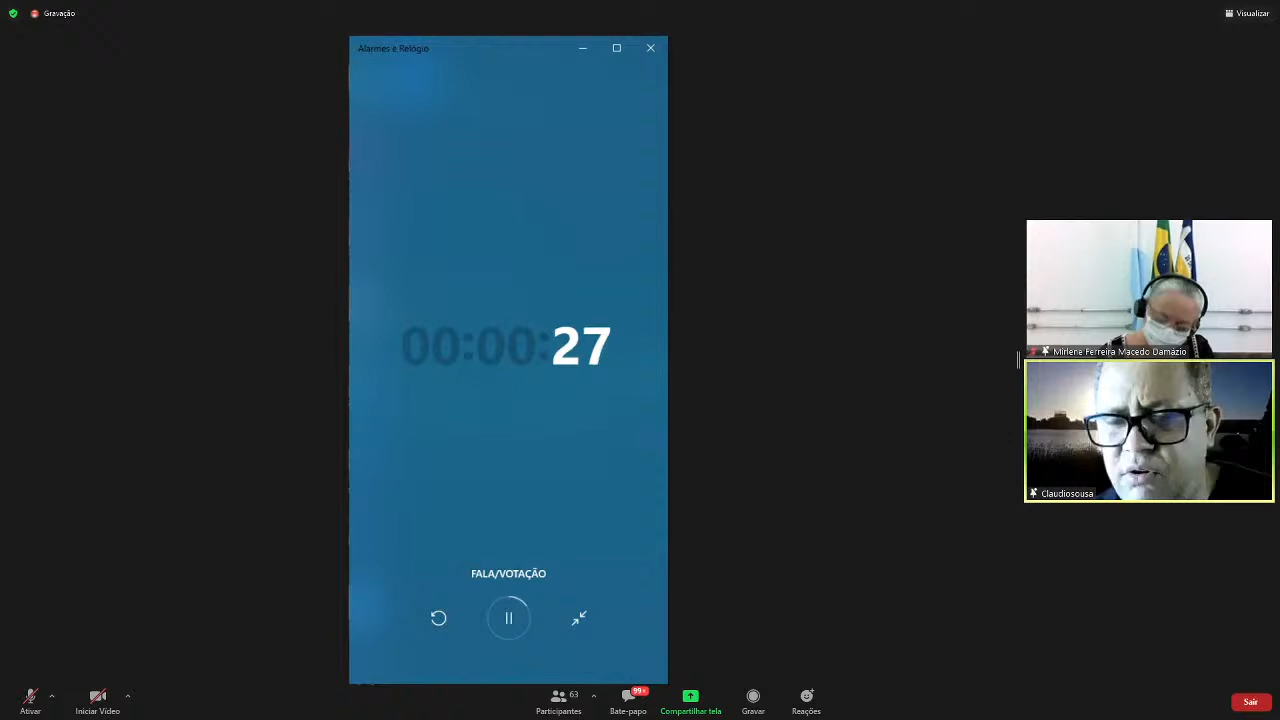 Gravação
Visualizar
Alarmes e Relógio
00:00:27
Mirlene Ferreira Macedo Damázio
Claudiosousa
FALA/VOTAÇÃO
Ativar
Iniciar Vídeo
63
Participantes
99+
Bate-papo
Compartilhar tela
Gravar
Reações
Sair